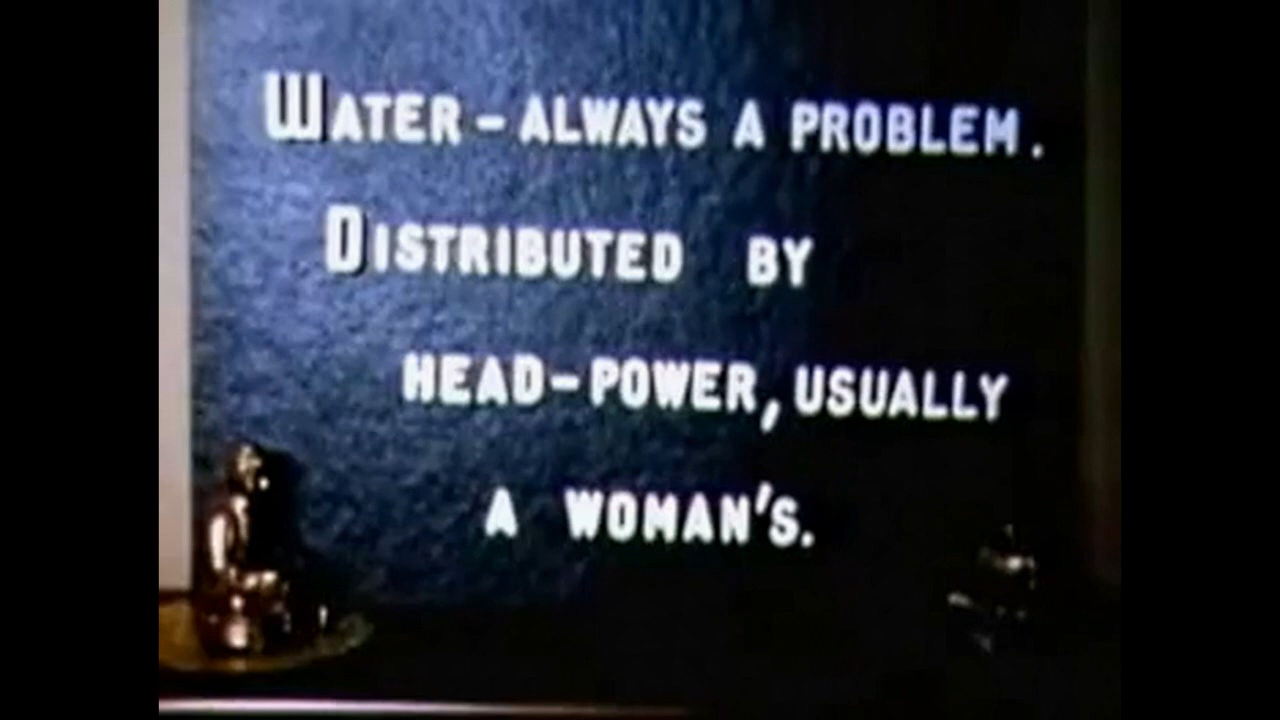 WATER - ALWAYS A PROBLEM.
DISTRIBUTED BY
HEAD-POWER, USUALLY
A WOMAN'S.